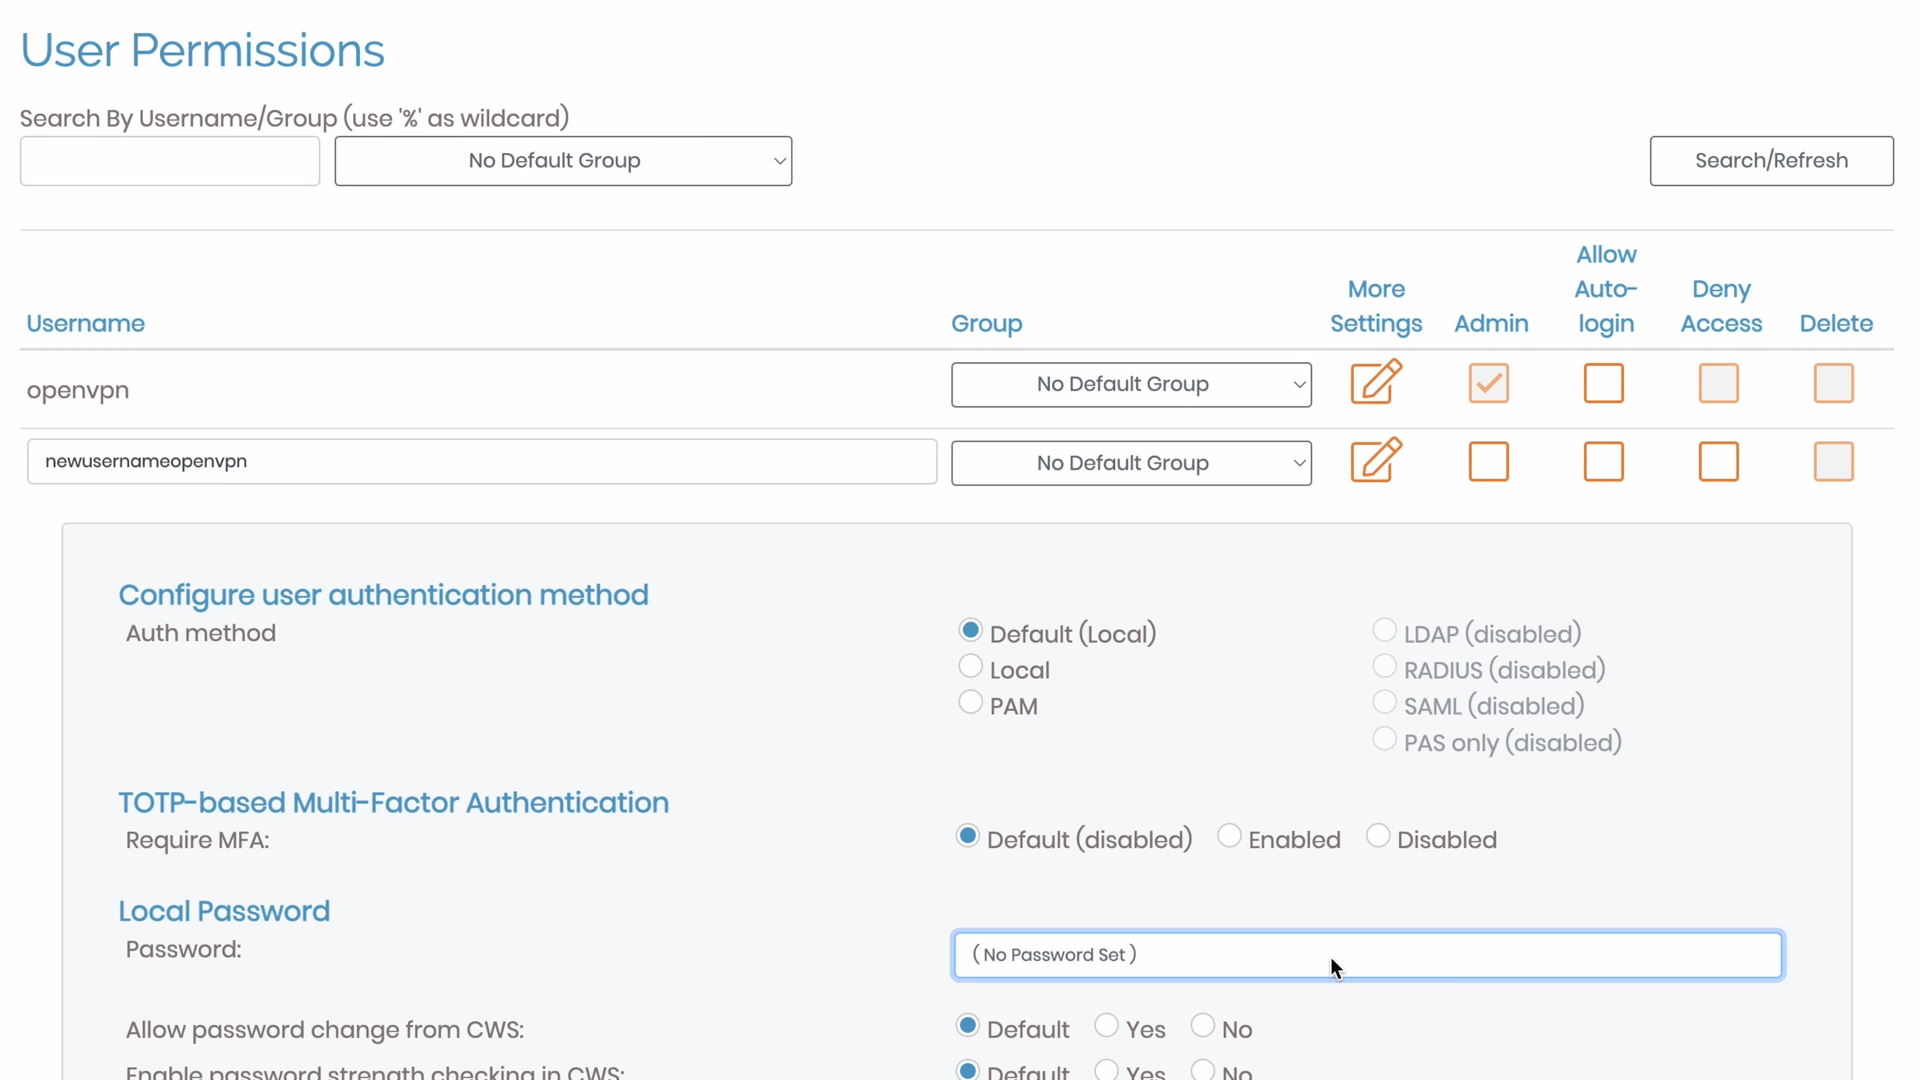 User Permissions
Search By Username/Group (use '%' as wildcard)
No Default Group
Search/Refresh
Username Group More Settings Admin Allow Auto-login Deny Access Delete
openvpn No Default Group
newusernameopenvpn No Default Group
Configure user authentication method
Auth method
Default (Local) LDAP (disabled)
Local RADIUS (disabled)
PAM SAML (disabled)
PAS only (disabled)
TOTP-based Multi-Factor Authentication
Require MFA: Default (disabled) Enabled Disabled
Local Password
Password: ( No Password Set )
Allow password change from CWS: Default Yes No
Enable password strength checking in CWS: Default Yes No